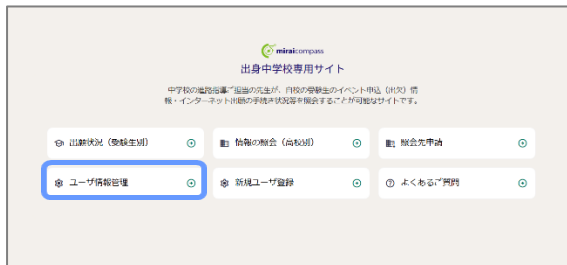 miraicompass
出身中学校専用サイト
中学校の進路指導ご担当の先生が、自校の受験生のイベント申込（出欠）情
報・インターネット出願の手続き状況等を照会することが可能なサイトです。
出願状況（受験生別）
情報の照会（高校別）
照会先申請
ユーザ情報管理
新規ユーザ登録
よくあるご質問